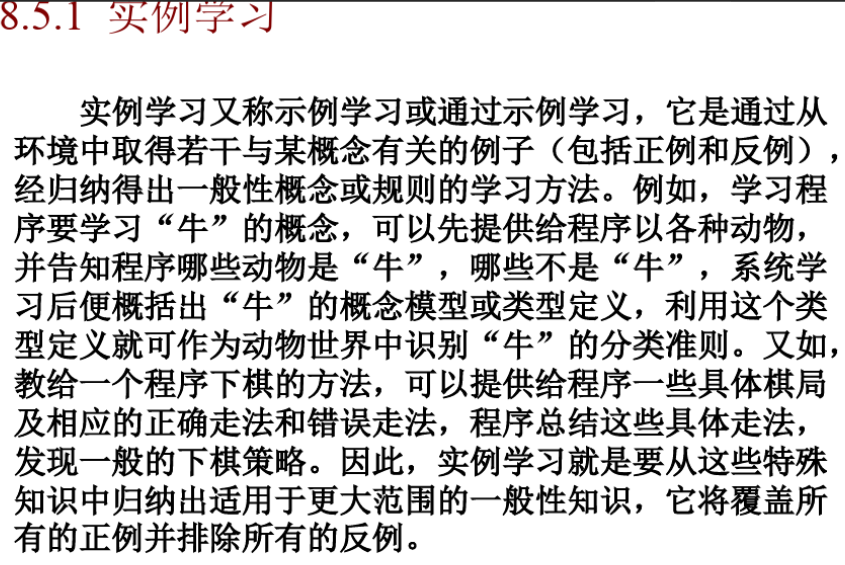 8.5.1 实例学习
实例学习又称示例学习或通过示例学习，它是通过从
环境中取得若干与某概念有关的例子（包括正例和反例），
经归纳得出一般性概念或规则的学习方法。例如，学习程
序要学习“牛”的概念，可以先提供给程序以各种动物，
并告知程序哪些动物是“牛”，哪些不是“牛”，系统学
习后便概括出“牛”的概念模型或类型定义，利用这个类
型定义就可作为动物世界中识别“牛”的分类准则。又如，
教给一个程序下棋的方法，可以提供给程序一些具体棋局
及相应的正确走法和错误走法，程序总结这些具体走法，
发现一般的下棋策略。因此，实例学习就是要从这些特殊
知识中归纳出适用于更大范围的一般性知识，它将覆盖所
有的正例并排除所有的反例。